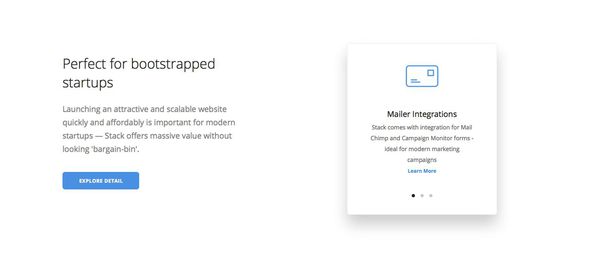 Perfect for bootstrapped
startups
Launching an attractive and scalable website
quickly and affordably is important for modern
startups — Stack offers massive value without
looking 'bargain-bin'.
EXPLORE DETAIL
Mailer Integrations
Stack comes with integration for Mail
Chimp and Campaign Monitor forms -
ideal for modern marketing
campaigns
Learn More